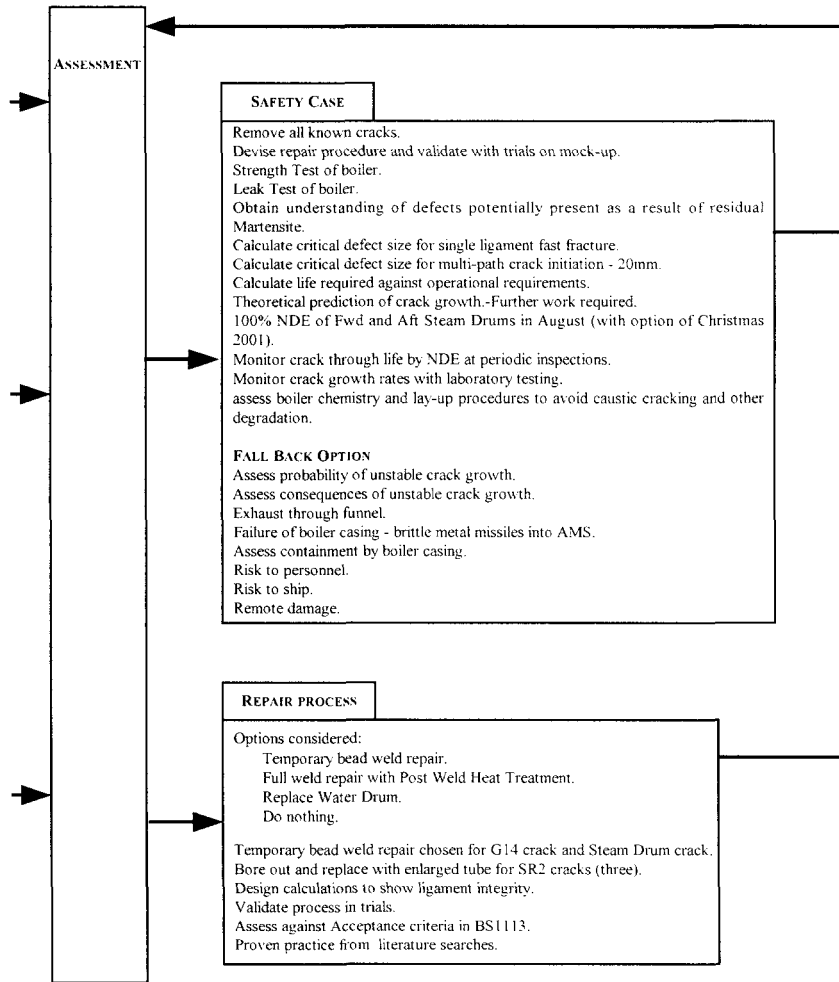 ASSESSMENT
SAFETY CASE
Remove all known cracks.
Devise repair procedure and validate with trials on mock-up.
Strength Test of boiler.
Leak Test of boiler.
Obtain understanding of defects potentially present as a result of residual
Martensite.
Calculate critical defect size for single ligament fast fracture.
Calculate critical defect size for multi-path crack initiation - 20mm.
Calculate life required against operational requirements.
Theoretical prediction of crack growth.-Further work required.
100% NDE of Fwd and Aft Steam Drums in August (with option of Christmas
2001).
Monitor crack through life by NDE at periodic inspections.
Monitor crack growth rates with laboratory testing.
assess boiler chemistry and lay-up procedures to avoid caustic cracking and other
degradation.
FALL BACK OPTION
Assess probability of unstable crack growth.
Assess consequences of unstable crack growth.
Exhaust through funnel.
Failure of boiler casing - brittle metal missiles into AMS.
Assess containment by boiler casing.
Risk to personnel.
Risk to ship.
Remote damage.
REPAIR PROCESS
Options considered:
Temporary bead weld repair.
Full weld repair with Post Weld Heat Treatment.
Replace Water Drum.
Do nothing.
Temporary bead weld repair chosen for G14 crack and Steam Drum crack.
Bore out and replace with enlarged tube for SR2 cracks (three).
Design calculations to show ligament integrity.
Validate process in trials.
Assess against Acceptance criteria in BS1113.
Proven practice from literature searches.